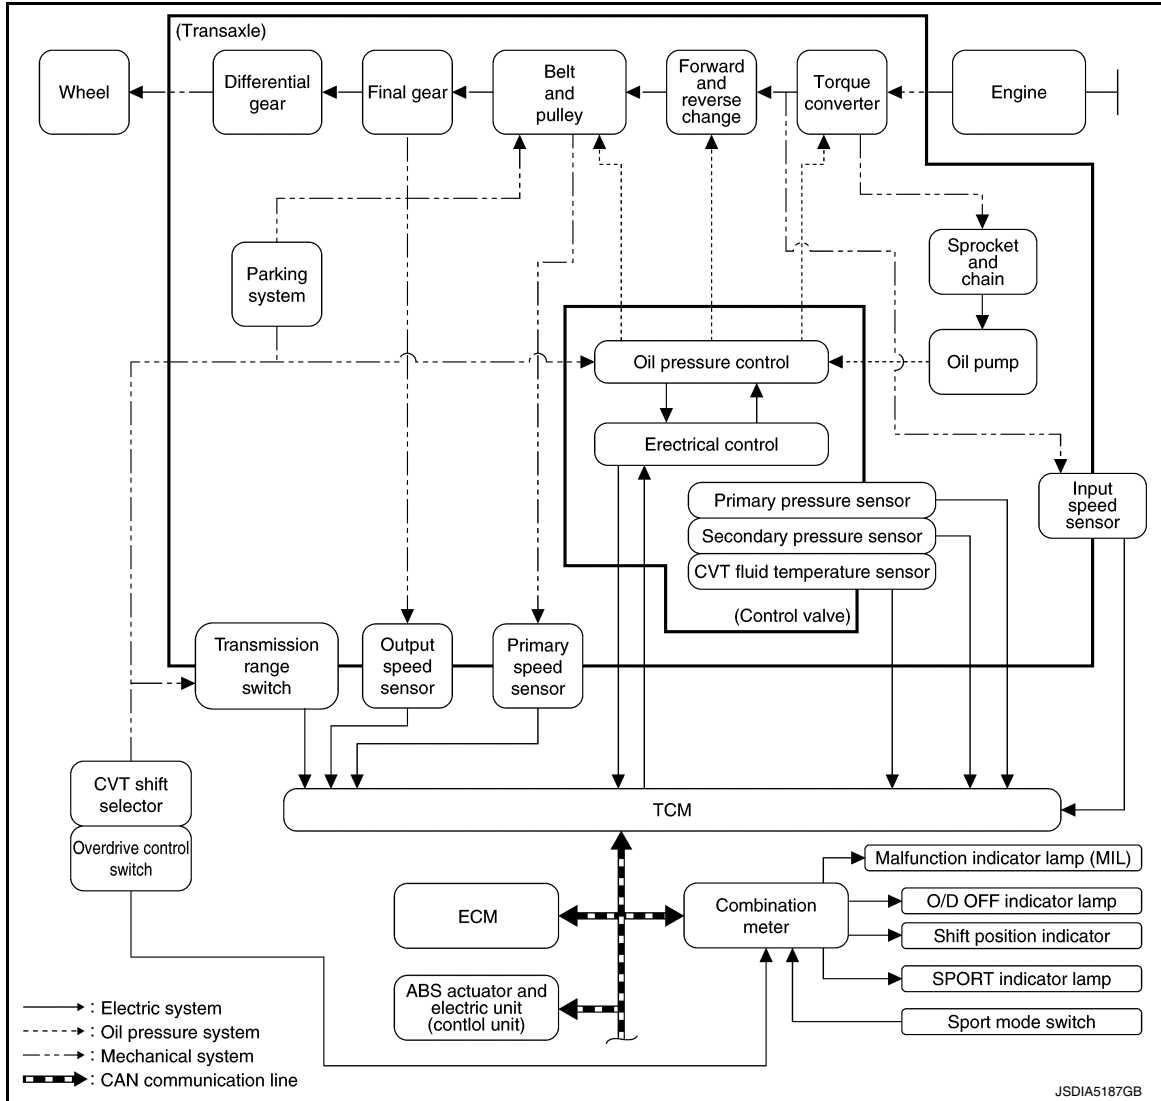 (Transaxle)
Wheel
Differential
gear
Final gear
Belt
and
pulley
Forward
and
reverse
change
Torque
converter
Engine
Parking
system
Sprocket
and
chain
Oil pressure control
Oil pump
Erectrical control
Primary pressure sensor
Secondary pressure sensor
CVT fluid temperature sensor
(Control valve)
Input
speed
sensor
Transmission
range
switch
Output
speed
sensor
Primary
speed
sensor
CVT shift
selector
Overdrive control
switch
TCM
ECM
Combination
meter
Malfunction indicator lamp (MIL)
O/D OFF indicator lamp
Shift position indicator
SPORT indicator lamp
Sport mode switch
ABS actuator and
electric unit
(contlol unit)
: Electric system
: Oil pressure system
: Mechanical system
: CAN communication line
JSDIA5187GB